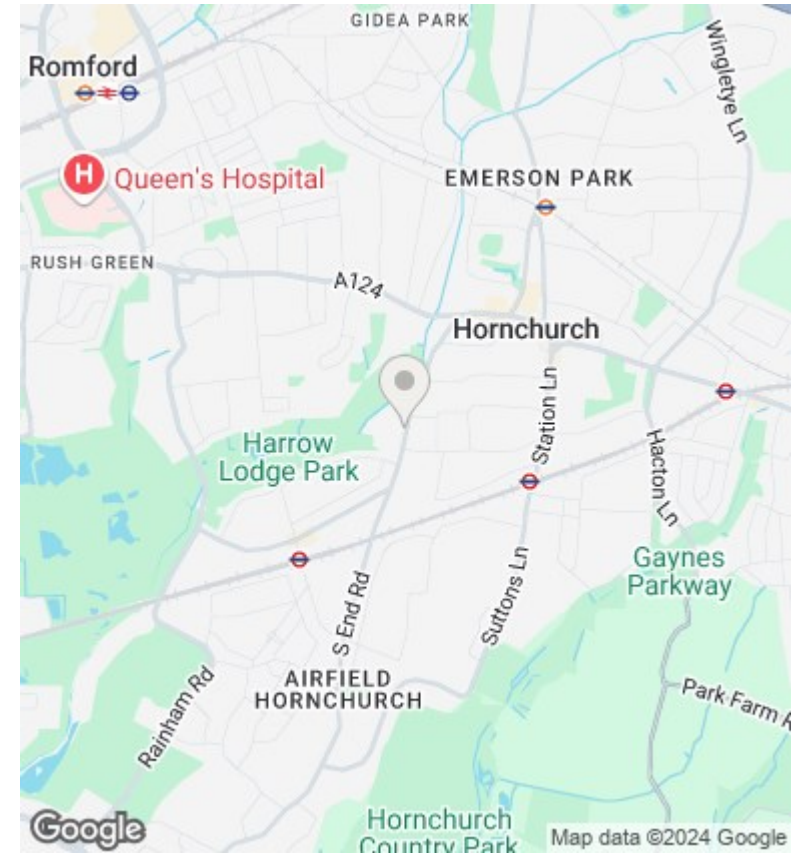 GIDEA PARK
Wingletye Ln
Romford
H
Queen's Hospital
EMERSON PARK
RUSH GREEN
A124
Hornchurch
Station Ln
Harrow
Lodge Park
Hacton Ln
Gaynes
Parkway
Suttons Ln
S End Rd
AIRFIELD
HORNCHURCH
Rainham Rd
Park Farm R
Hornchurch
Country Park
Google
Map data ©2024 Google